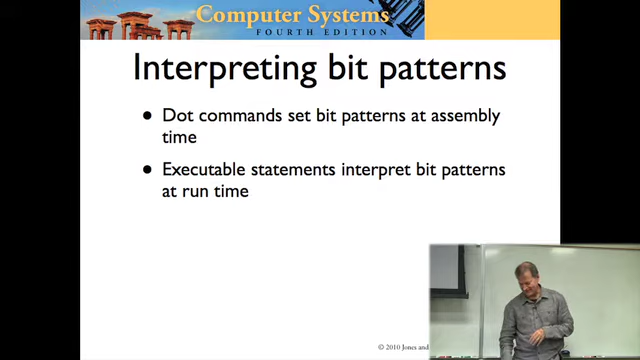 Computer Systems
FOURTH EDITION
Interpreting bit patterns
• Dot commands set bit patterns at assembly
time
• Executable statements interpret bit patterns
at run time
© 2010 Jones and